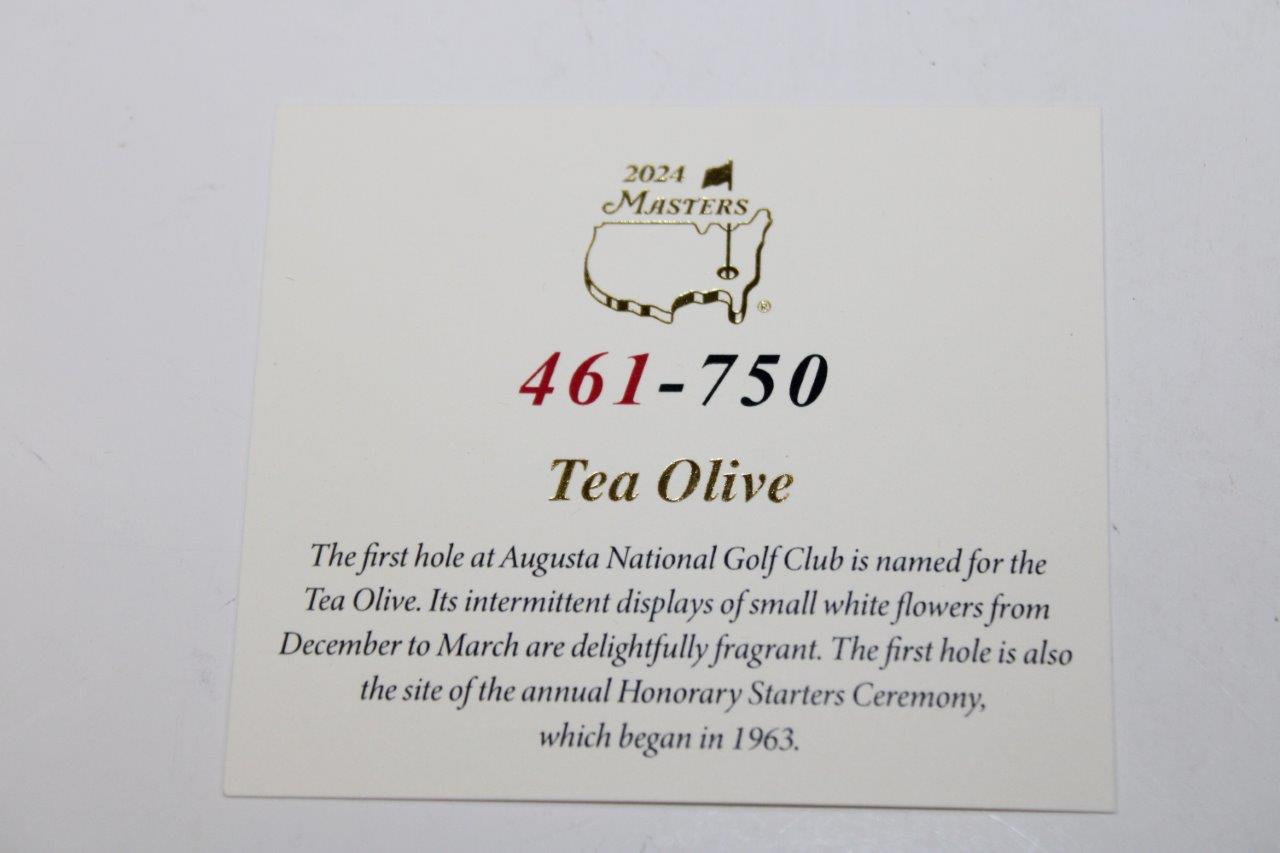 2024
MASTERS
®
461-750
Tea Olive
The first hole at Augusta National Golf Club is named for the
Tea Olive. Its intermittent displays of small white flowers from
December to March are delightfully fragrant. The first hole is also
the site of the annual Honorary Starters Ceremony,
which began in 1963.